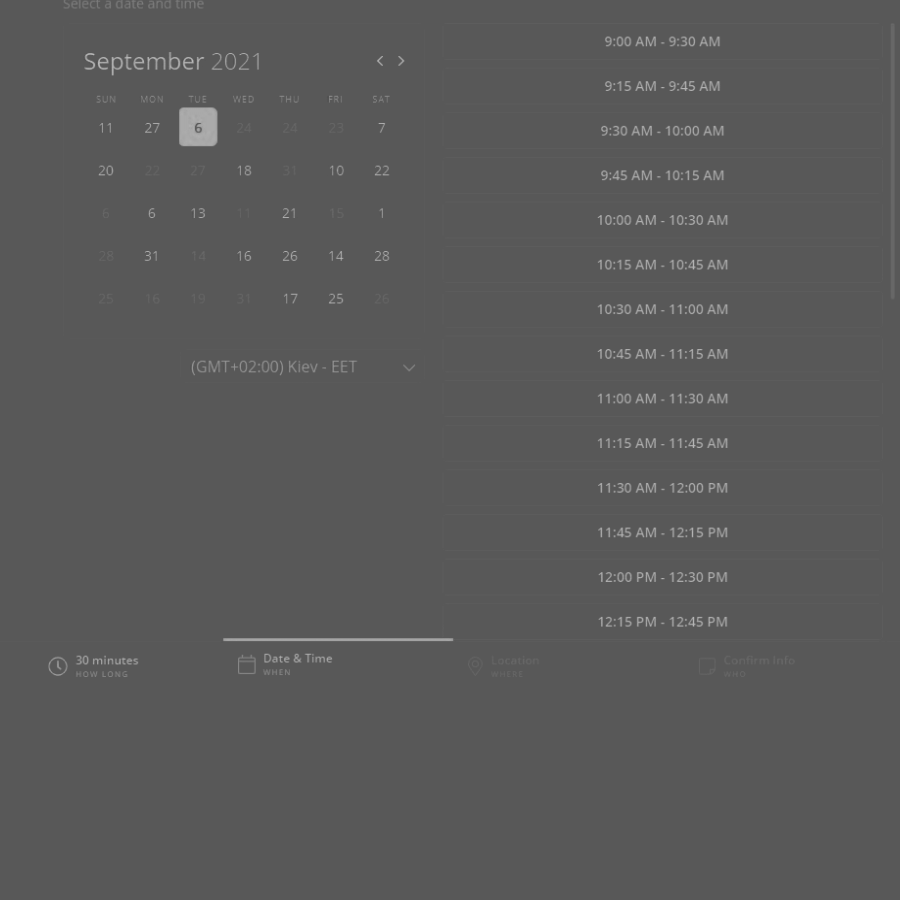 Select a date and time
September 2021
SUN MON TUE WED THU FRI SAT
11 27 6 24 24 23 7
20 22 27 18 31 10 22
6 6 13 11 21 15 1
28 31 14 16 26 14 28
25 16 19 31 17 25 26
(GMT+02:00) Kiev - EET
9:00 AM - 9:30 AM
9:15 AM - 9:45 AM
9:30 AM - 10:00 AM
9:45 AM - 10:15 AM
10:00 AM - 10:30 AM
10:15 AM - 10:45 AM
10:30 AM - 11:00 AM
10:45 AM - 11:15 AM
11:00 AM - 11:30 AM
11:15 AM - 11:45 AM
11:30 AM - 12:00 PM
11:45 AM - 12:15 PM
12:00 PM - 12:30 PM
12:15 PM - 12:45 PM
30 minutes
HOW LONG
Date & Time
WHEN
Location
WHERE
Confirm Info
WHO